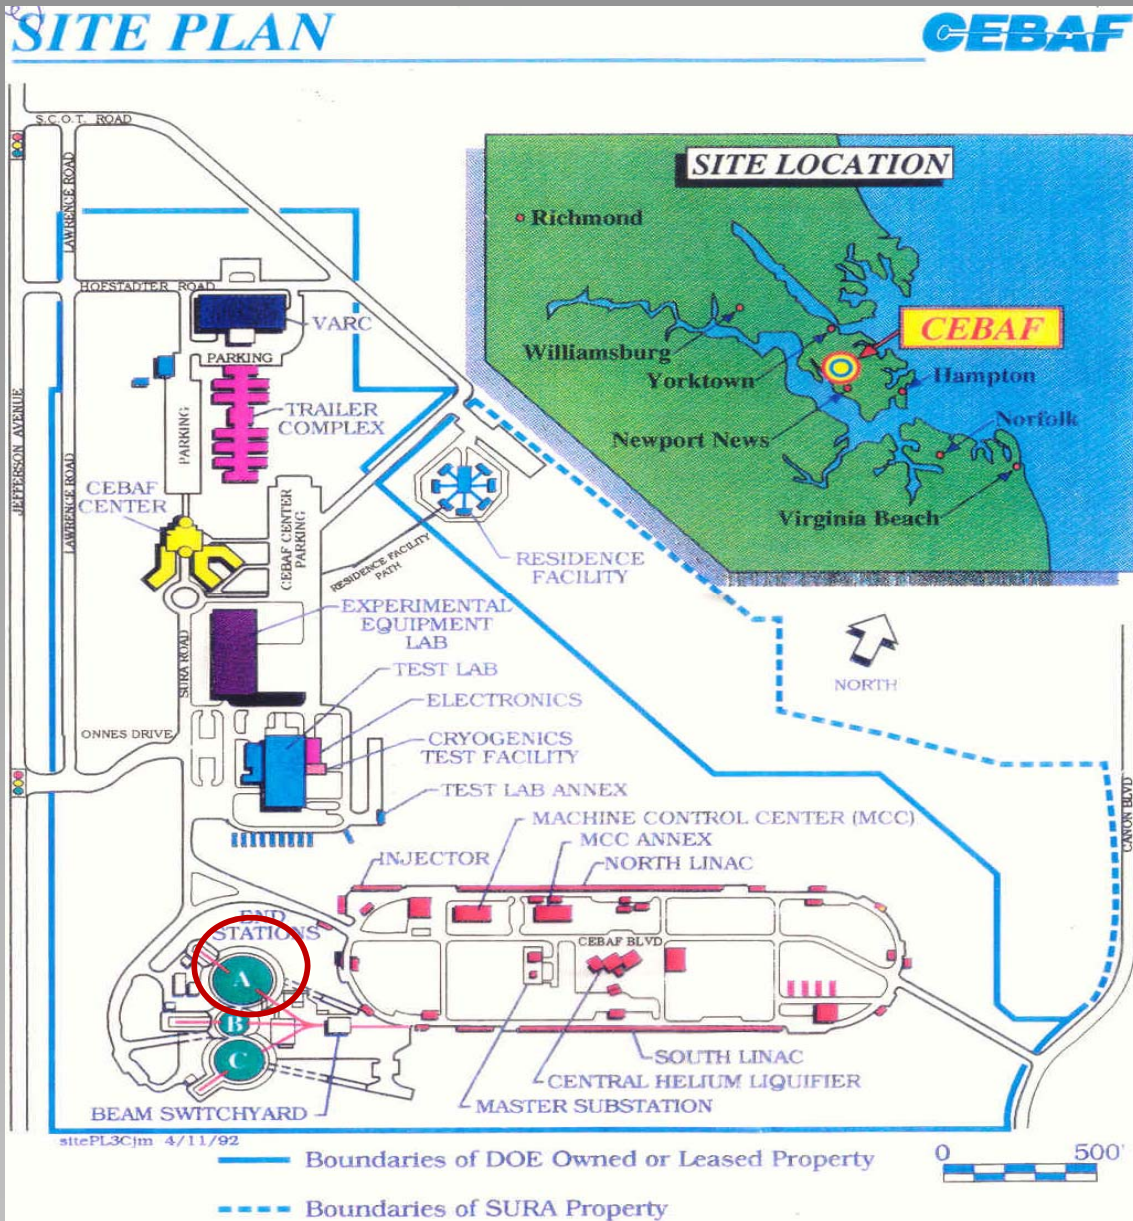 SITE PLAN
CEBAF
S.C.O.T. ROAD
LAWRENCE ROAD
SITE LOCATION
Richmond
HOFSTADTER ROAD
VARC
CEBAF
Williamsburg
Yorktown
Hampton
PARKING
JEFFERSON AVENUE
PARKING
TRAILER
COMPLEX
Newport News
Norfolk
LAWRENCE ROAD
CEBAF
CENTER
Virginia Beach
CEBAF CENTER
PARKING
RESIDENCE FACILITY
PATH
RESIDENCE
FACILITY
EXPERIMENTAL
EQUIPMENT
LAB
SURA ROAD
TEST LAB
NORTH
ELECTRONICS
ONNES DRIVE
CRYOGENICS
TEST FACILITY
CANON BLVD
TEST LAB ANNEX
MACHINE CONTROL CENTER (MCC)
MCC ANNEX
INJECTOR
NORTH LINAC
END
STATIONS
CEBAF BLVD
A
B
C
SOUTH LINAC
CENTRAL HELIUM LIQUIFIER
MASTER SUBSTATION
BEAM SWITCHYARD
sitePL3Cjm 4/11/92
Boundaries of DOE Owned or Leased Property
0 500'
Boundaries of SURA Property